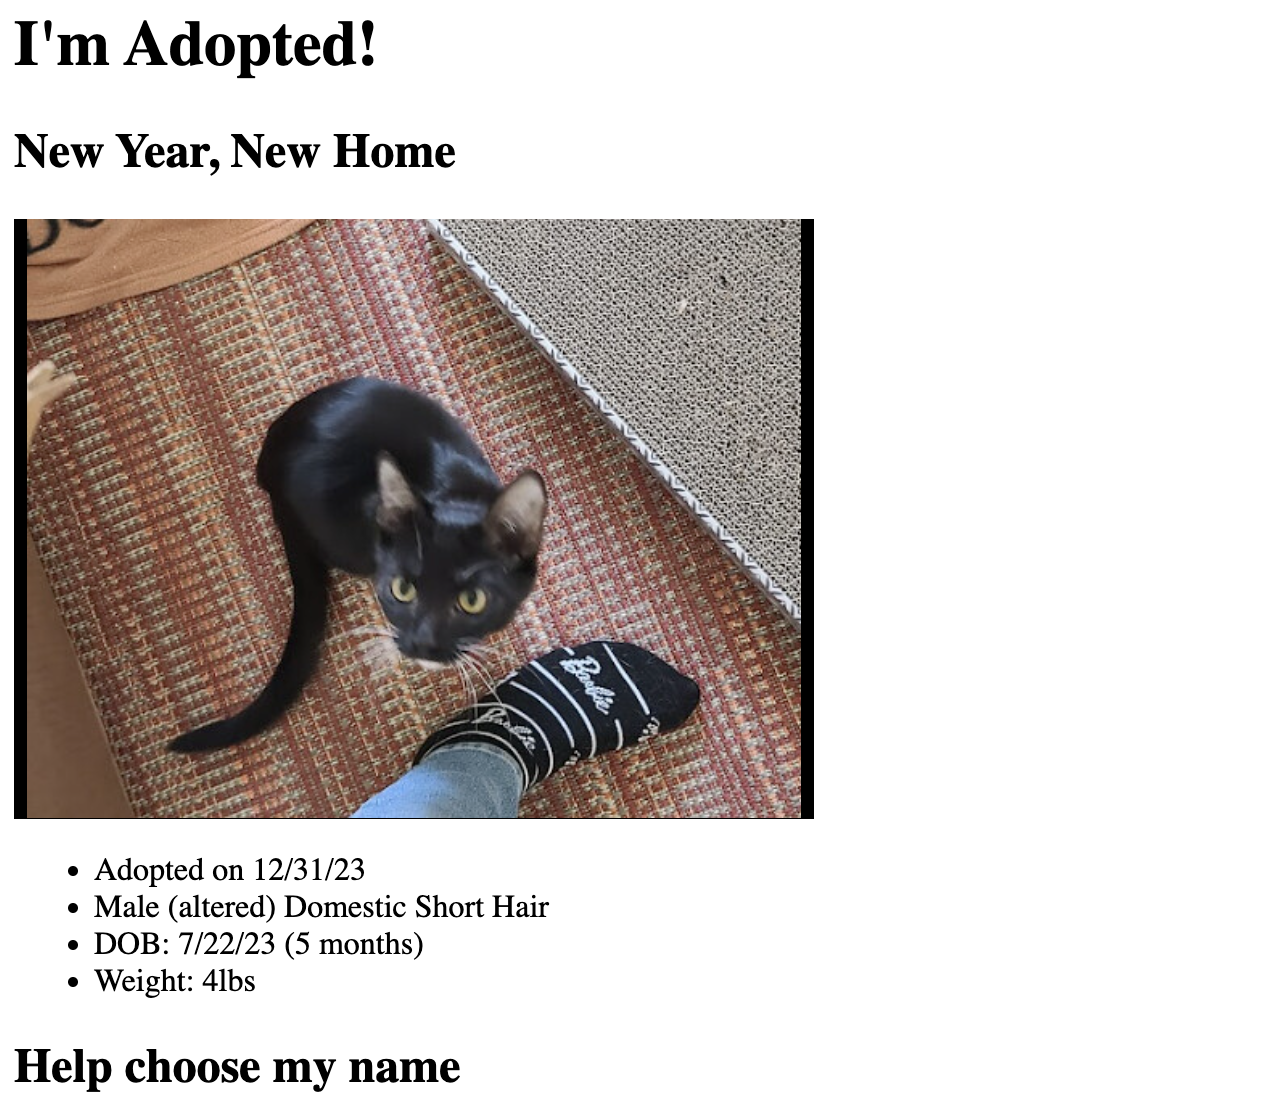 I'm Adopted!
New Year, New Home
Barbie
Barbie
Adopted on 12/31/23
Male (altered) Domestic Short Hair
DOB: 7/22/23 (5 months)
Weight: 4lbs
Help choose my name